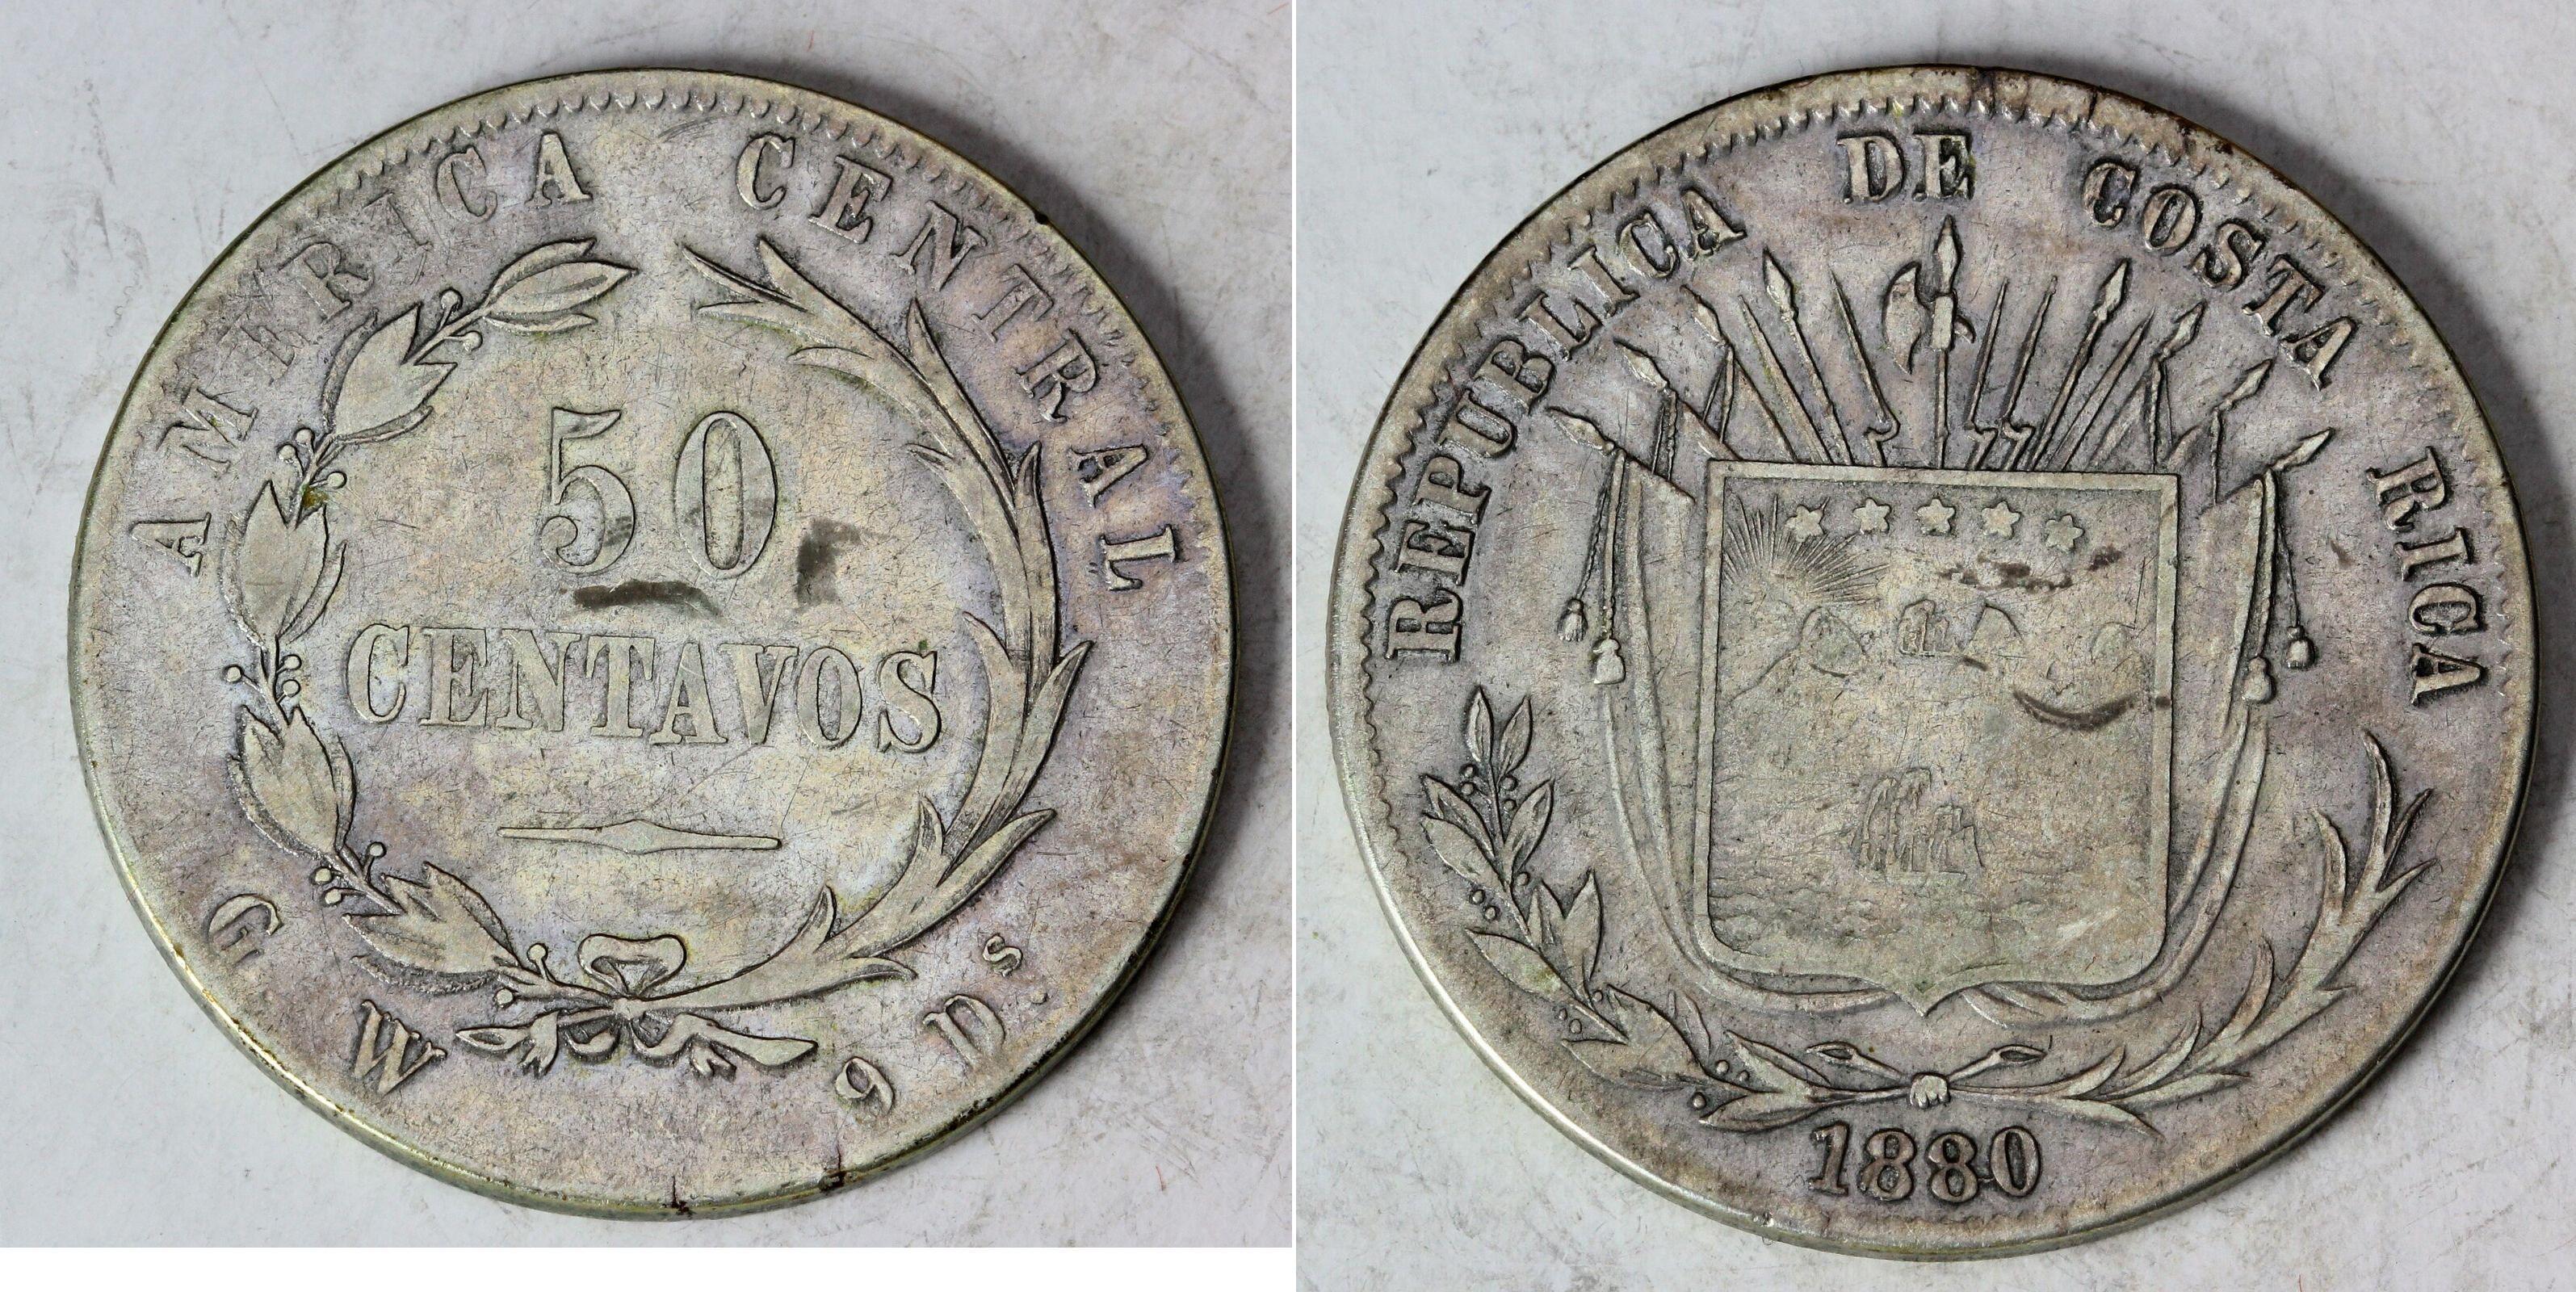 AMERICA CENTRAL
50
CENTAVOS
G W 9 Ds.
REPUBLICA DE COSTA RICA
1880